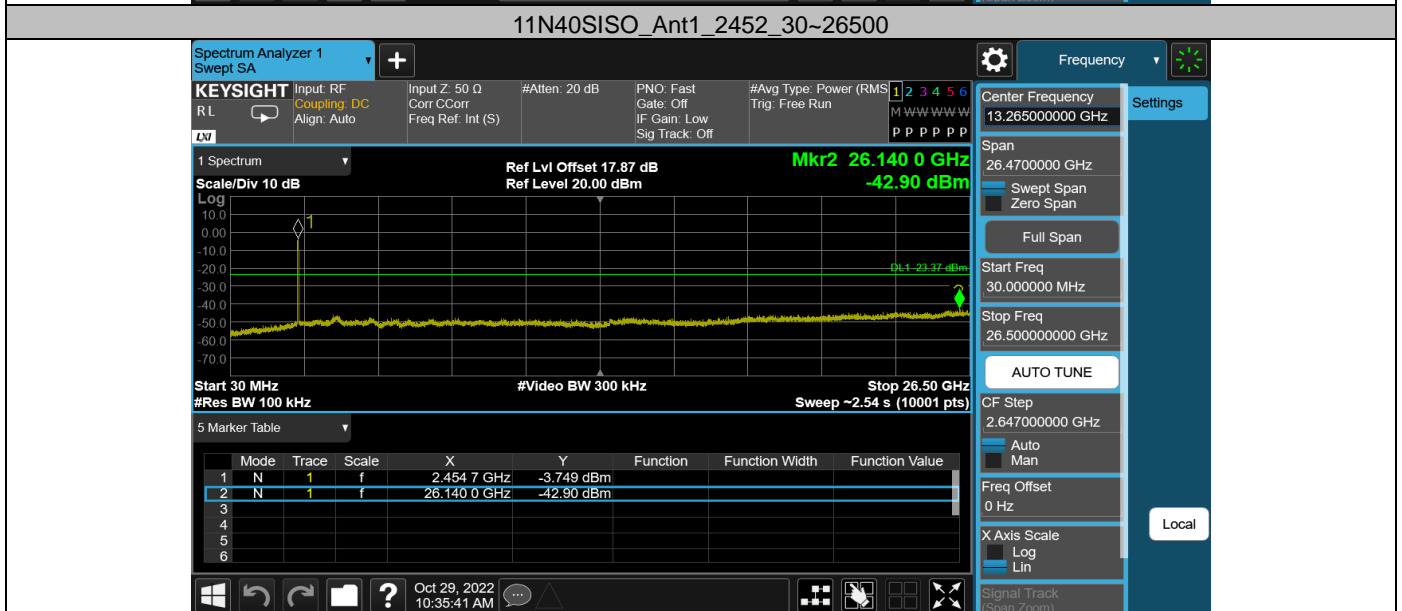 11N40SISO_Ant1_2452_30~26500
Spectrum Analyzer 1
Swept SA
+
Frequency
KEYSIGHT
RL
LXI
Input: RF
Coupling: DC
Align: Auto
Input Z: 50 Ω
Corr CCorr
Freq Ref: Int (S)
#Atten: 20 dB
PNO: Fast
Gate: Off
IF Gain: Low
Sig Track: Off
#Avg Type: Power (RMS
Trig: Free Run
1 2 3 4 5 6
M W W W W W
P P P P P P
Center Frequency
13.265000000 GHz
Settings
Span
26.4700000 GHz
Swept Span
Zero Span
Full Span
Start Freq
30.000000 MHz
Stop Freq
26.500000000 GHz
AUTO TUNE
CF Step
2.647000000 GHz
Auto
Man
Freq Offset
0 Hz
X Axis Scale
Log
Lin
Local
Signal Track
(Span Zoom)
1 Spectrum
Scale/Div 10 dB
Ref Lvl Offset 17.87 dB
Ref Level 20.00 dBm
Mkr2 26.140 0 GHz
-42.90 dBm
Log
10.0
0.00
-10.0
-20.0
-30.0
-40.0
-50.0
-60.0
-70.0
1
DL1 -23.37 dBm
2
Start 30 MHz
#Video BW 300 kHz
Stop 26.50 GHz
#Res BW 100 kHz
Sweep ~2.54 s (10001 pts)
5 Marker Table
Mode Trace Scale X Y Function Function Width Function Value
1 N 1 f 2.454 7 GHz -3.749 dBm
2 N 1 f 26.140 0 GHz -42.90 dBm
3
4
5
6
?
Oct 29, 2022
10:35:41 AM